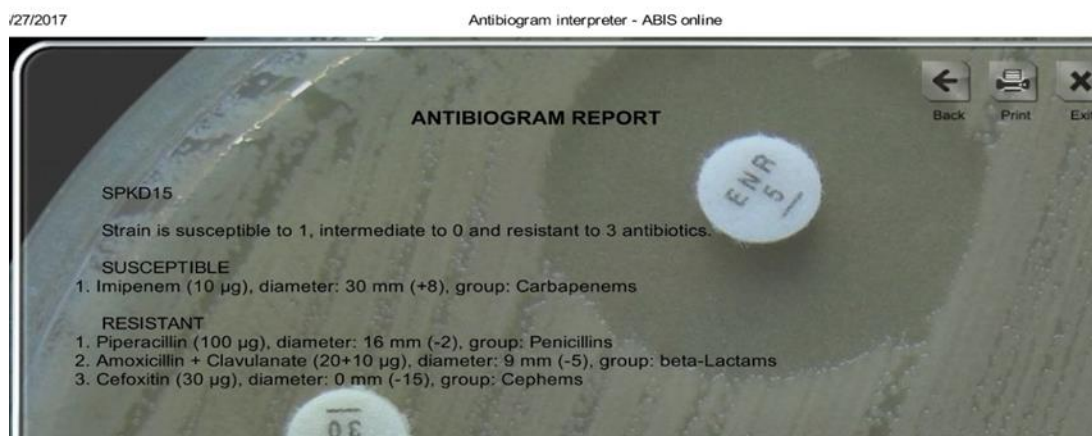 /27/2017
Antibiogram interpreter - ABIS online
Back
Print
ANTIBIOGRAM REPORT
ENR
5
SPKD15
Strain is susceptible to 1, intermediate to 0 and resistant to 3 antibiotics.
SUSCEPTIBLE
1. Imipenem (10 µg), diameter: 30 mm (+8), group: Carbapenems
RESISTANT
1. Piperacillin (100 µg), diameter: 16 mm (-2), group: Penicillins
2. Amoxicillin + Clavulanate (20+10 µg), diameter: 9 mm (-5), group: beta-Lactams
3. Cefoxitin (30 µg), diameter: 0 mm (-15), group: Cephems
30